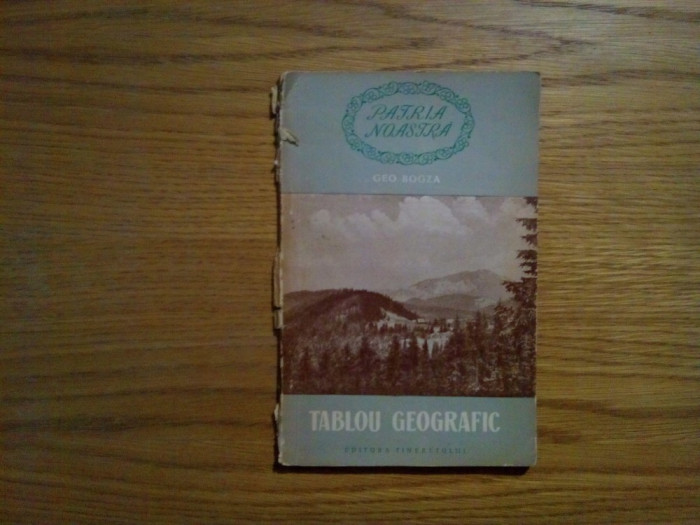 PATRIA
NOASTRA
GEO BOGZA
TABLOU GEOGRAFIC
EDITURA TINERETULUI